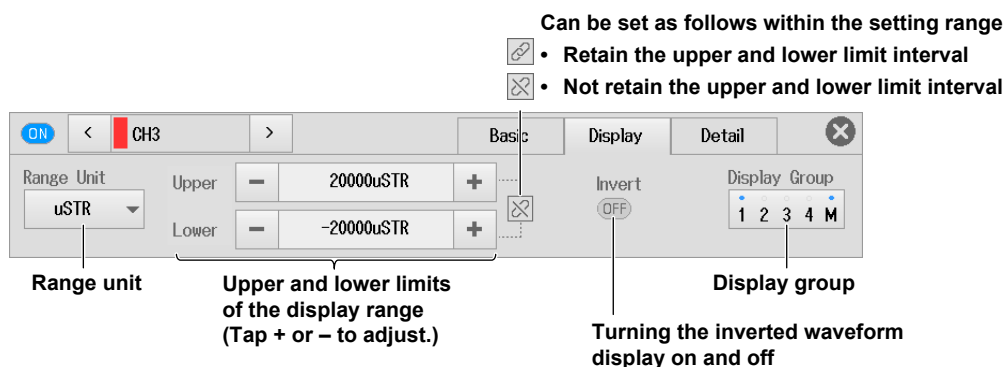 Can be set as follows within the setting range
• Retain the upper and lower limit interval
• Not retain the upper and lower limit interval
ON < CH3 > Basic Display Detail
Range Unit Upper − 20000uSTR + Invert Display Group
uSTR OFF 1 2 3 4 M
Lower − −20000uSTR +
Range unit
Upper and lower limits
of the display range
(Tap + or – to adjust.)
Display group
Turning the inverted waveform
display on and off